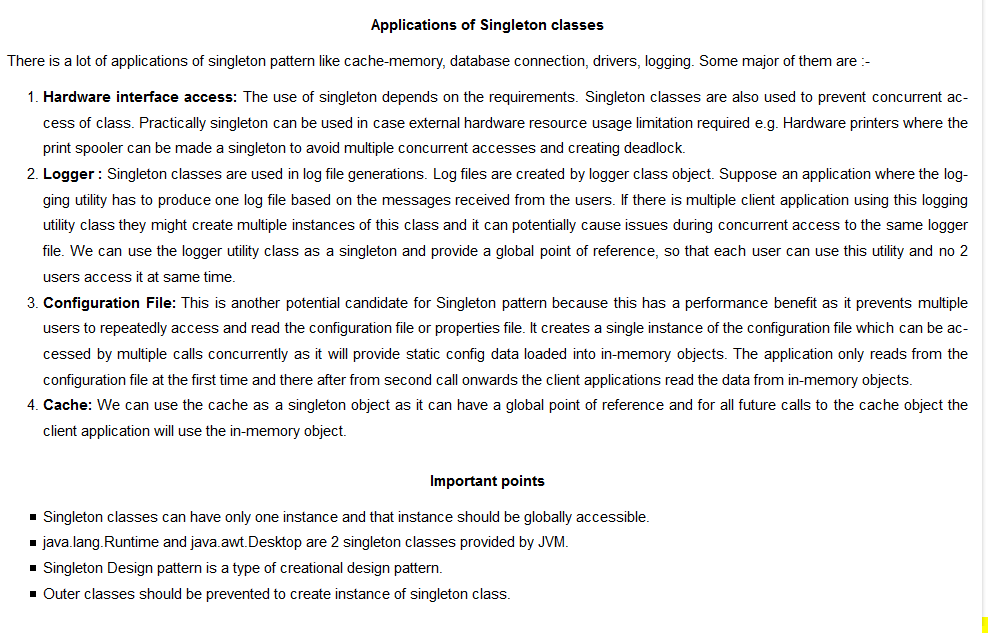 Applications of Singleton classes
There is a lot of applications of singleton pattern like cache-memory, database connection, drivers, logging. Some major of them are :-
1. Hardware interface access: The use of singleton depends on the requirements. Singleton classes are also used to prevent concurrent ac-
cess of class. Practically singleton can be used in case external hardware resource usage limitation required e.g. Hardware printers where the
print spooler can be made a singleton to avoid multiple concurrent accesses and creating deadlock.
2. Logger : Singleton classes are used in log file generations. Log files are created by logger class object. Suppose an application where the log-
ging utility has to produce one log file based on the messages received from the users. If there is multiple client application using this logging
utility class they might create multiple instances of this class and it can potentially cause issues during concurrent access to the same logger
file. We can use the logger utility class as a singleton and provide a global point of reference, so that each user can use this utility and no 2
users access it at same time.
3. Configuration File: This is another potential candidate for Singleton pattern because this has a performance benefit as it prevents multiple
users to repeatedly access and read the configuration file or properties file. It creates a single instance of the configuration file which can be ac-
cessed by multiple calls concurrently as it will provide static config data loaded into in-memory objects. The application only reads from the
configuration file at the first time and there after from second call onwards the client applications read the data from in-memory objects.
4. Cache: We can use the cache as a singleton object as it can have a global point of reference and for all future calls to the cache object the
client application will use the in-memory object.
Important points
▪ Singleton classes can have only one instance and that instance should be globally accessible.
▪ java.lang.Runtime and java.awt.Desktop are 2 singleton classes provided by JVM.
▪ Singleton Design pattern is a type of creational design pattern.
▪ Outer classes should be prevented to create instance of singleton class.